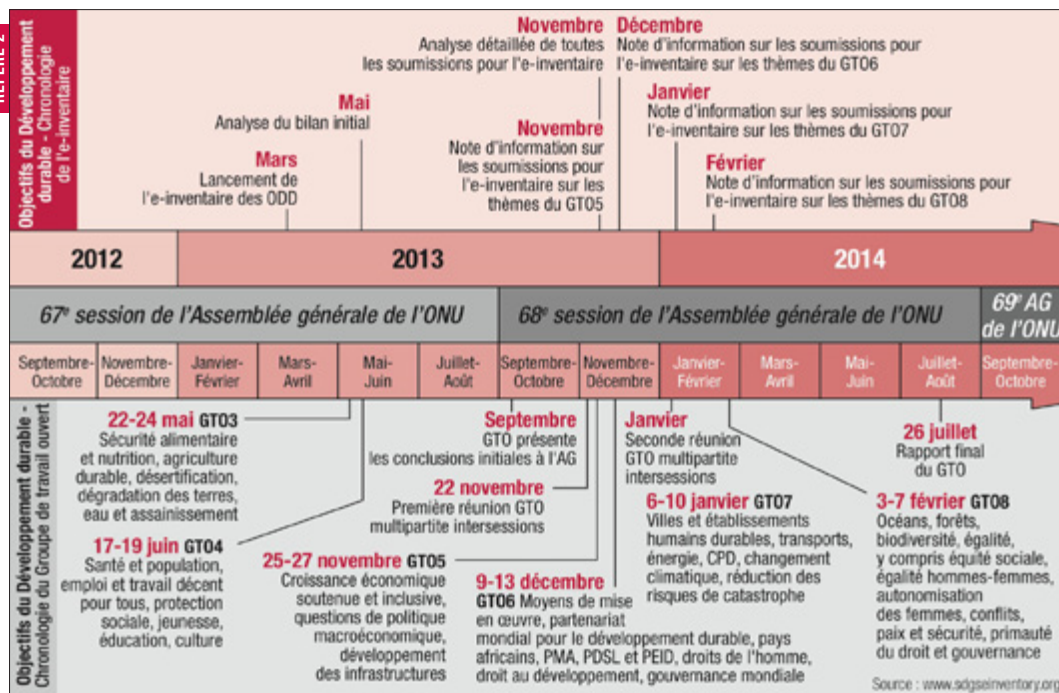 REPÈRE 2
Objectifs du Développement
durable - Chronologie
de l'e-inventaire
Novembre
Analyse détaillée de toutes
les soumissions pour l'e-inventaire
Décembre
Note d'information sur les soumissions pour
l'e-inventaire sur les thèmes du GTO6
Mai
Analyse du bilan initial
Janvier
Note d'information sur les soumissions pour
l'e-inventaire sur les thèmes du GTO7
Novembre
Note d'information sur
les soumissions pour
l'e-inventaire sur les
thèmes du GTO5
Mars
Lancement de
l'e-inventaire des ODD
Février
Note d'information sur les soumissions pour
l'e-inventaire sur les thèmes du GTO8
2012
2013
2014
67e session de l'Assemblée générale de l'ONU
68e session de l'Assemblée générale de l'ONU
69e AG
de l'ONU
Septembre-
Octobre
Novembre-
Décembre
Janvier-
Février
Mars-
Avril
Mai-
Juin
Juillet-
Août
Septembre-
Octobre
Novembre-
Décembre
Janvier-
Février
Mars-
Avril
Mai-
Juin
Juillet-
Août
Septembre-
Octobre
Objectifs du Développement durable -
Chronologie du Groupe de travail ouvert
22-24 mai GTO3
Sécurité alimentaire
et nutrition, agriculture
durable, désertification,
dégradation des terres,
eau et assainissement
17-19 juin GTO4
Santé et population,
emploi et travail décent
pour tous, protection
sociale, jeunesse,
éducation, culture
Septembre
GTO présente
les conclusions initiales à l'AG
22 novembre
Première réunion GTO
multipartite intersessions
25-27 novembre GTO5
Croissance économique
soutenue et inclusive,
questions de politique
macroéconomique,
développement
des infrastructures
9-13 décembre
GTO6 Moyens de mise
en œuvre, partenariat
mondial pour le développement durable, pays
africains, PMA, PDSL et PEID, droits de l'homme,
droit au développement, gouvernance mondiale
Janvier
Seconde réunion
GTO multipartite
intersessions
6-10 janvier GTO7
Villes et établissements
humains durables, transports,
énergie, CPD, changement
climatique, réduction des
risques de catastrophe
26 juillet
Rapport final
du GTO
3-7 février GTO8
Océans, forêts,
biodiversité, égalité,
y compris équité sociale,
égalité hommes-femmes,
autonomisation
des femmes, conflits,
paix et sécurité, primauté
du droit et gouvernance
Source : www.sdgseinventory.org